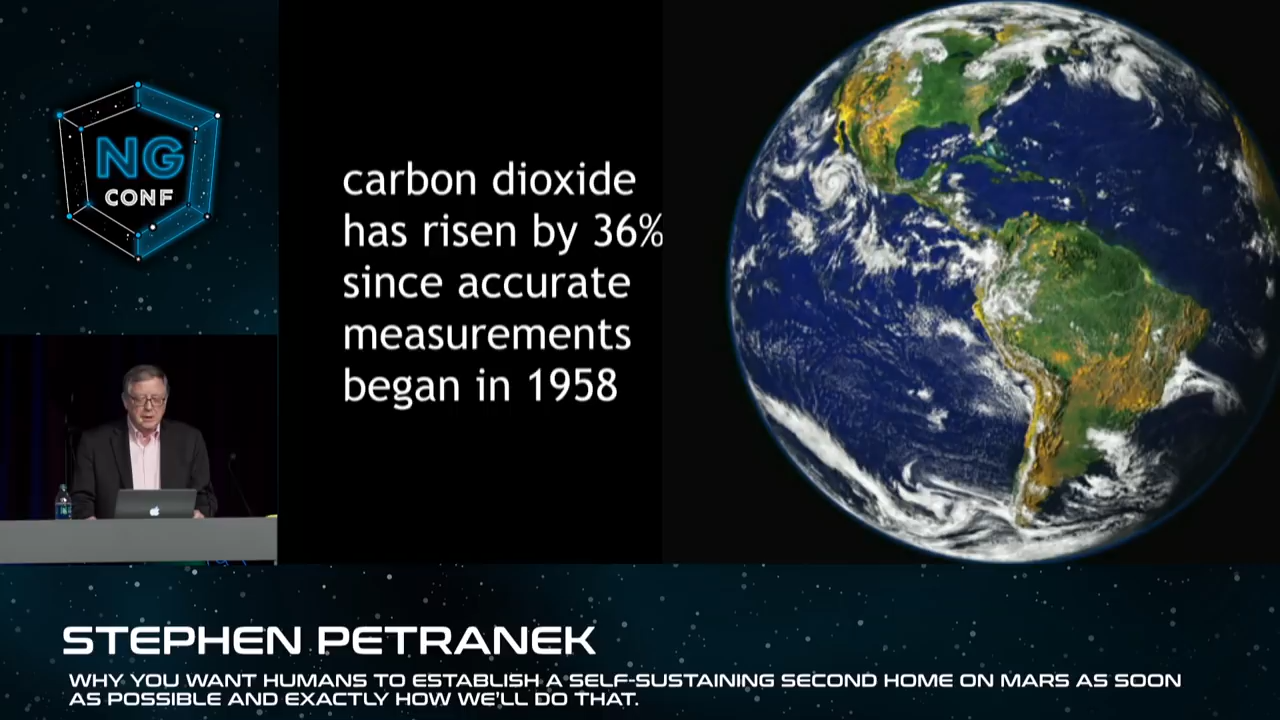 NG
CONF
carbon dioxide
has risen by 36%
since accurate
measurements
began in 1958
STEPHEN PETRANEK
WHY YOU WANT HUMANS TO ESTABLISH A SELF-SUSTAINING SECOND HOME ON MARS AS SOON
AS POSSIBLE AND EXACTLY HOW WE'LL DO THAT.